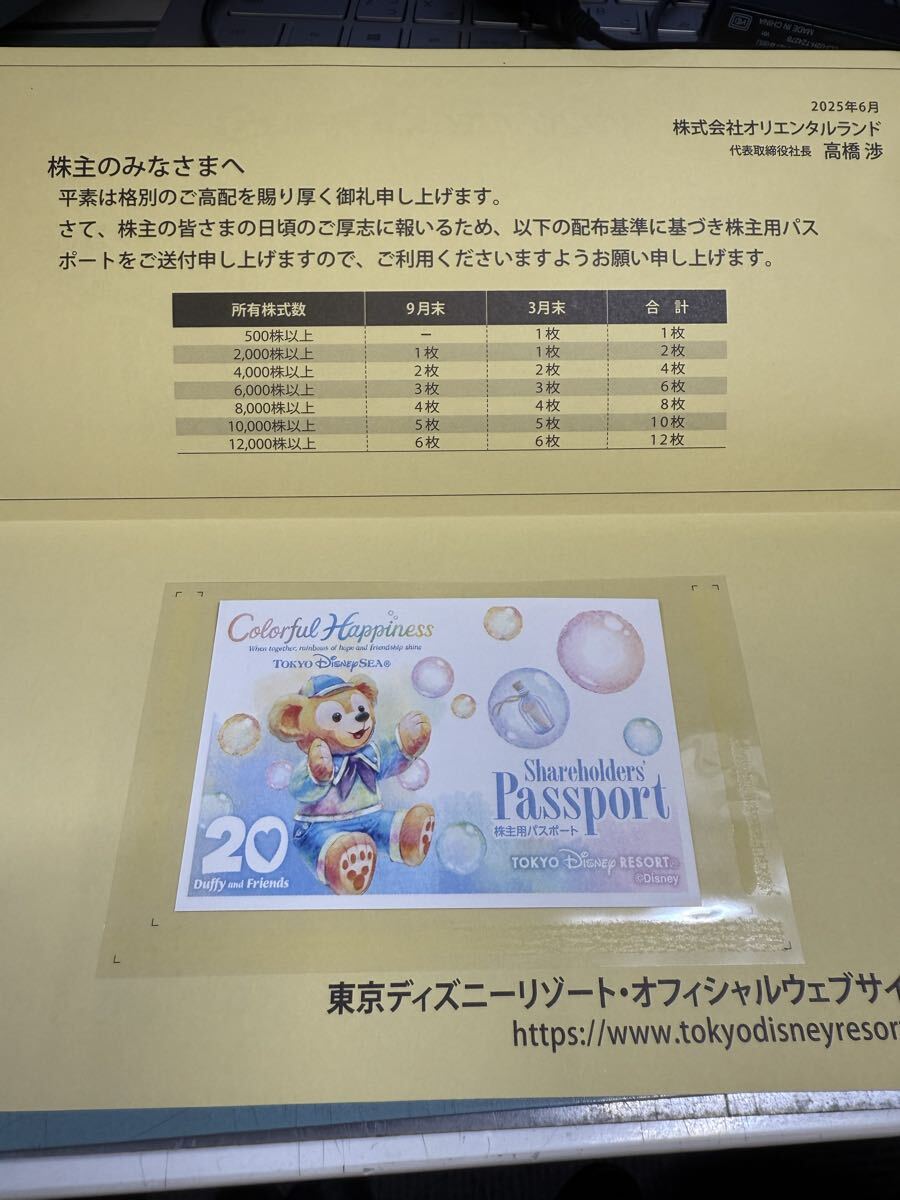 MADE IN CHINA
2025年6月
株式会社オリエンタルランド
代表取締役社長 高橋 渉
株主のみなさまへ
平素は格別のご高配を賜り厚く御礼申し上げます。
さて、株主の皆さまの日頃のご厚志に報いるため、以下の配布基準に基づき株主用パス
ポートをご送付申し上げますので、ご利用くださいますようお願い申し上げます。
所有株式数 9月末 3月末 合 計
500株以上 ー 1枚 1枚
2,000株以上 1枚 1枚 2枚
4,000株以上 2枚 2枚 4枚
6,000株以上 3枚 3枚 6枚
8,000株以上 4枚 4枚 8枚
10,000株以上 5枚 5枚 10枚
12,000株以上 6枚 6枚 12枚
Colorful Happiness
When together, rainbows of hope and friendship shine
TOKYO DisneySEA®
Shareholders'
Passport
株主用パスポート
20
Duffy and Friends
TOKYO Disney RESORT®
©Disney
東京ディズニーリゾート・オフィシャルウェブサイ
https://www.tokyodisneyresor